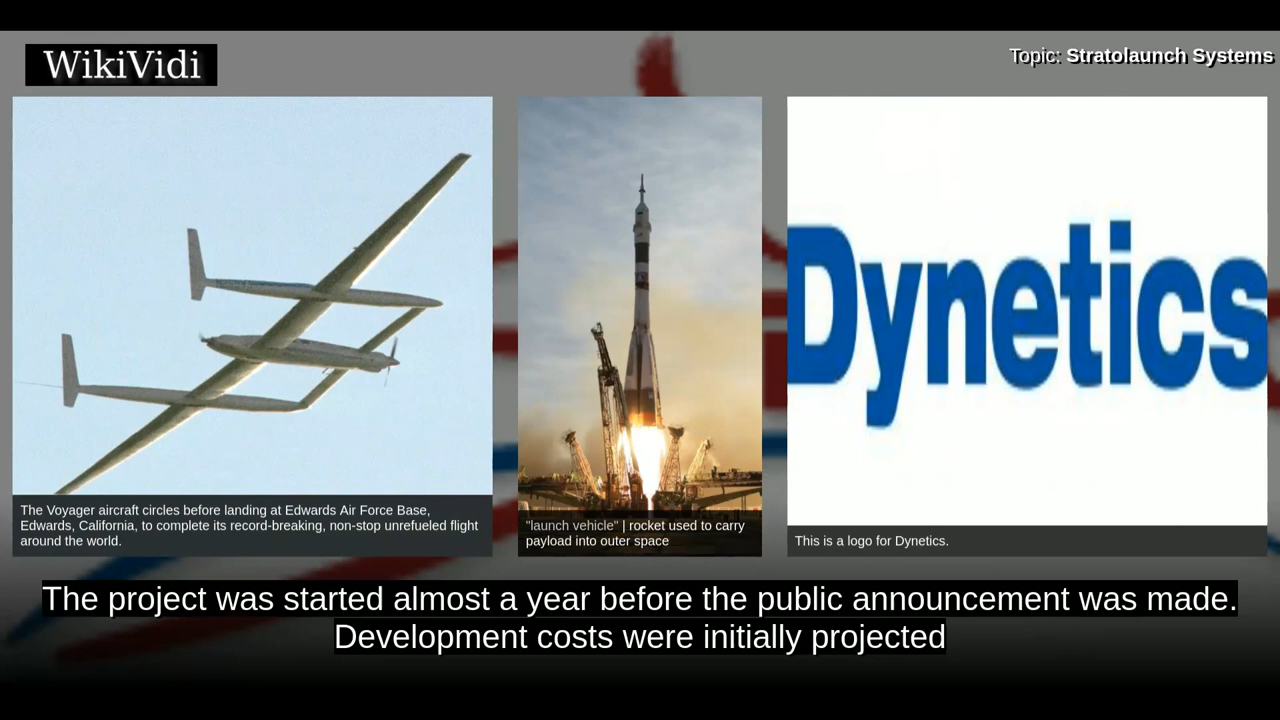 WikiVidi
Topic: Stratolaunch Systems
Dynetics
The Voyager aircraft circles before landing at Edwards Air Force Base,
Edwards, California, to complete its record-breaking, non-stop unrefueled flight
around the world.
"launch vehicle" | rocket used to carry
payload into outer space
This is a logo for Dynetics.
The project was started almost a year before the public announcement was made.
Development costs were initially projected